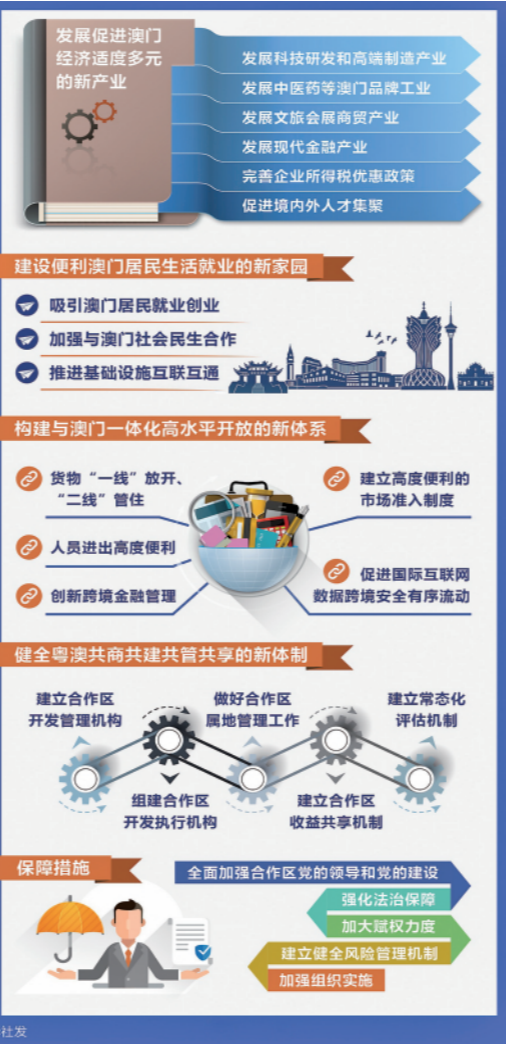 发展促进澳门
经济适度多元
的新产业
发展科技研发和高端制造产业
发展中医药等澳门品牌工业
发展文旅会展商贸产业
发展现代金融产业
完善企业所得税优惠政策
促进境内外人才集聚
建设便利澳门居民生活就业的新家园
吸引澳门居民就业创业
加强与澳门社会民生合作
推进基础设施互联互通
构建与澳门一体化高水平开放的新体系
货物“一线”放开、
“二线”管住
人员进出高度便利
创新跨境金融管理
建立高度便利的
市场准入制度
促进国际互联网
数据跨境安全有序流动
健全粤澳共商共建共管共享的新体制
建立合作区
开发管理机构
做好合作区
属地管理工作
建立常态化
评估机制
组建合作区
开发执行机构
建立合作区
收益共享机制
保障措施
全面加强合作区党的领导和党的建设
强化法治保障
加大赋权力度
建立健全风险管理机制
加强组织实施
社发